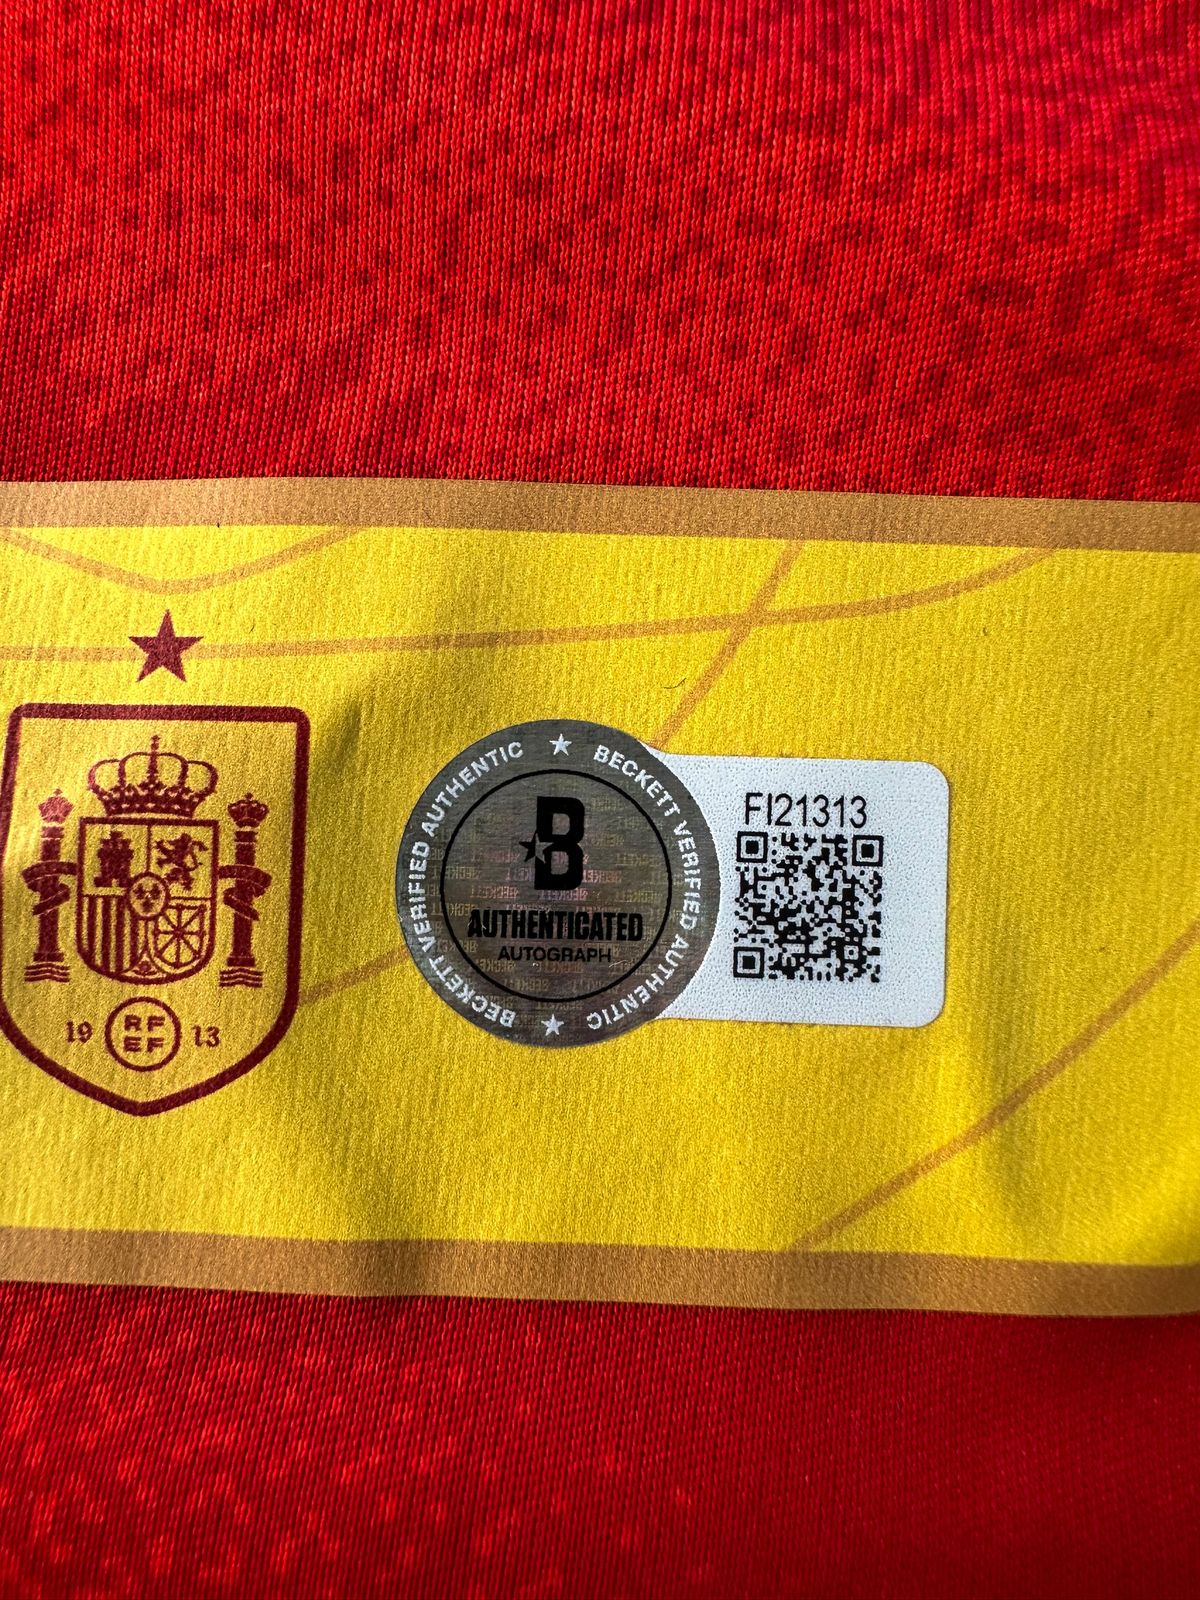 BECKETT VERIFIED AUTHENTIC ★ BECKETT VERIFIED AUTHENTIC ★
B
AUTHENTICATED
AUTOGRAPH
FI21313
19 RF 13
EF